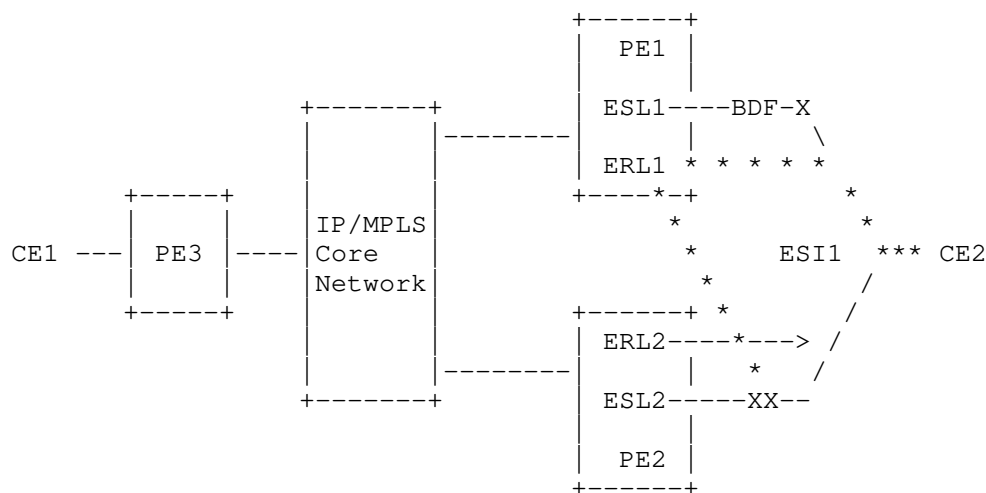 PE1
ESL1----BDF-X
ERL1 * * * * *
IP/MPLS
CE1 --- PE3 ---- Core ESI1 *** CE2
Network
ERL2----*--->
ESL2-----XX--
PE2